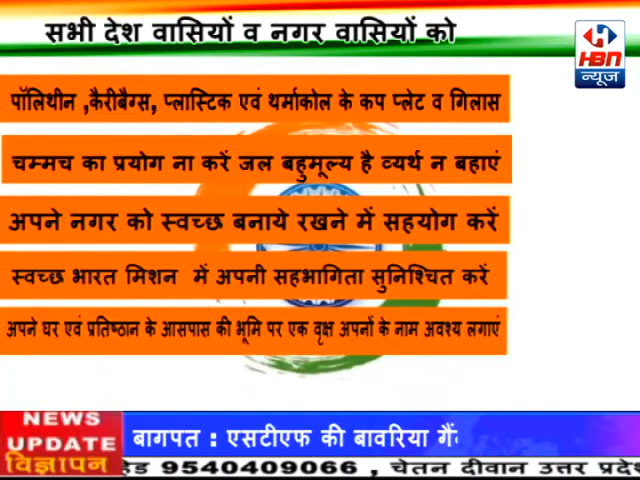 सभी देश वासियों व नगर वासियों को
HBN
न्यूज़
पॉलिथीन ,कैरीबैग्स, प्लास्टिक एवं थर्माकोल के कप प्लेट व गिलास
चम्मच का प्रयोग ना करें जल बहुमूल्य है व्यर्थ न बहाएं
अपने नगर को स्वच्छ बनाये रखने में सहयोग करें
स्वच्छ भारत मिशन में अपनी सहभागिता सुनिश्चित करें
अपने घर एवं प्रतिष्ठान के आसपास की भूमि पर एक वृक्ष अपनों के नाम अवश्य लगाएं
NEWS UPDATE
बागपत : एसटीएफ की बावरिया
विज्ञापन
9540409066 , चेतन दीवान उत्तर